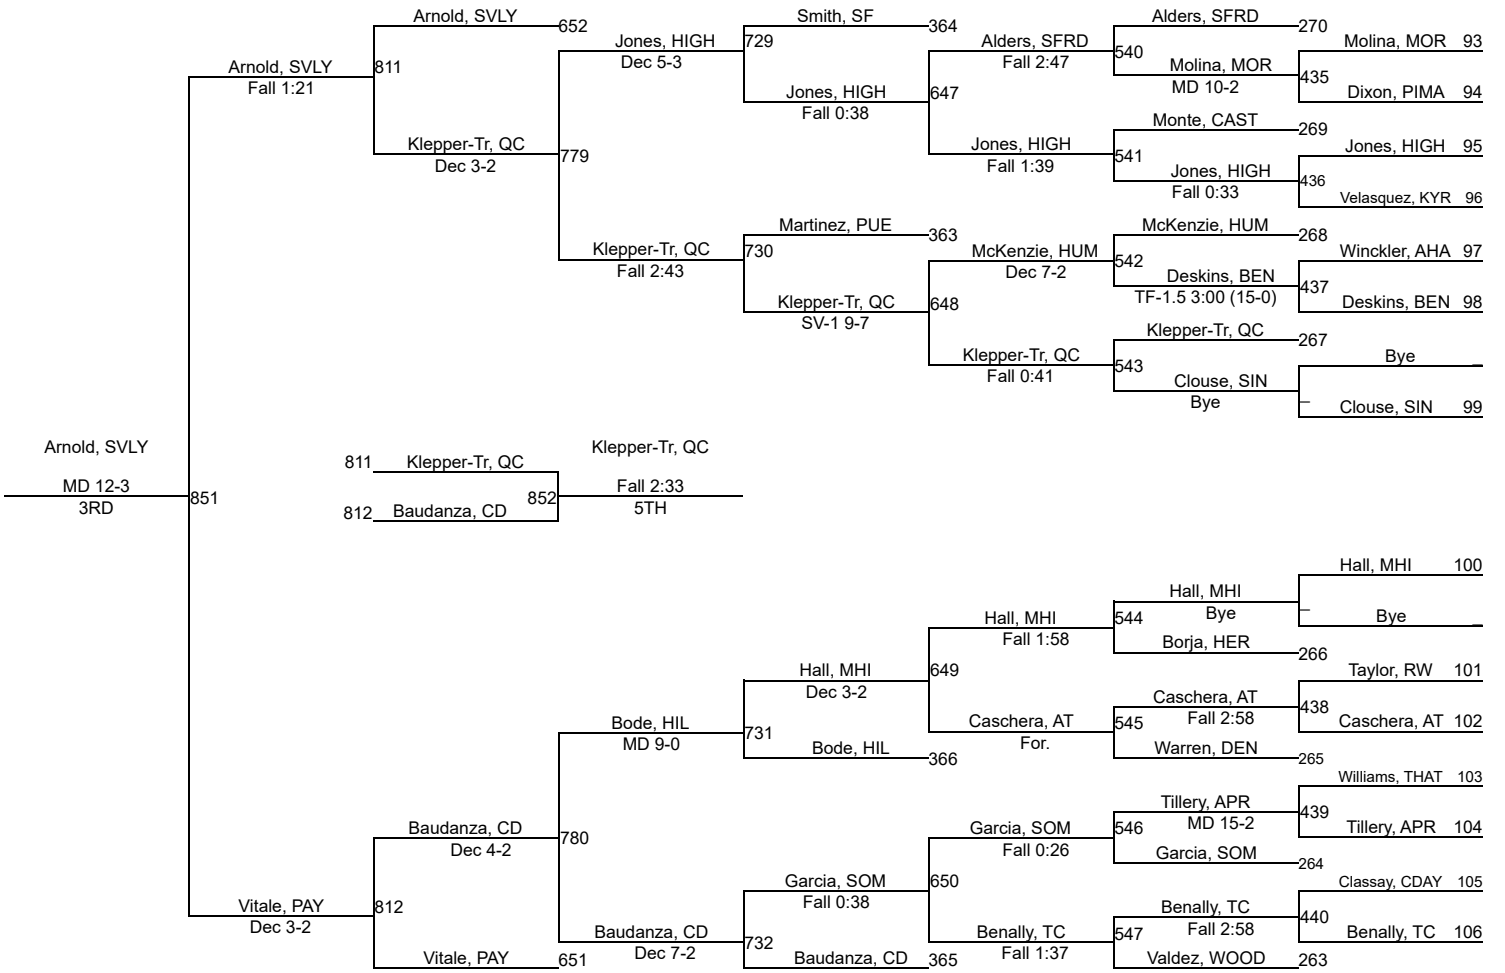 Arnold, SVLY 652
Smith, SF 364
Alders, SFRD 270
Jones, HIGH 729
Dec 5-3
Alders, SFRD 540
Fall 2:47
Molina, MOR 93
Arnold, SVLY 811
Fall 1:21
Molina, MOR 435
MD 10-2
Jones, HIGH 647
Fall 0:38
Dixon, PIMA 94
Monte, CAST 269
Klepper-Tr, QC 779
Dec 3-2
Jones, HIGH 541
Fall 1:39
Jones, HIGH 95
Jones, HIGH 436
Fall 0:33
Velasquez, KYR 96
Martinez, PUE 363
McKenzie, HUM 268
Klepper-Tr, QC 730
Fall 2:43
McKenzie, HUM 542
Dec 7-2
Winckler, AHA 97
Deskins, BEN 437
TF-1.5 3:00 (15-0)
Klepper-Tr, QC 648
SV-1 9-7
Deskins, BEN 98
Klepper-Tr, QC 267
Klepper-Tr, QC 543
Fall 0:41
Bye _
Clouse, SIN _
Bye
Clouse, SIN 99
Arnold, SVLY
MD 12-3
3RD
851
811 Klepper-Tr, QC
812 Baudanza, CD
852
Klepper-Tr, QC
Fall 2:33
5TH
Hall, MHI 100
Hall, MHI _
Bye
Bye _
Hall, MHI 544
Fall 1:58
Borja, HER 266
Hall, MHI 649
Dec 3-2
Taylor, RW 101
Caschera, AT 438
Fall 2:58
Caschera, AT 102
Bode, HIL 731
MD 9-0
Caschera, AT 545
For.
Bode, HIL 366
Warren, DEN 265
Williams, THAT 103
Tillery, APR 439
MD 15-2
Tillery, APR 104
Baudanza, CD 780
Dec 4-2
Garcia, SOM 546
Fall 0:26
Garcia, SOM 264
Garcia, SOM 650
Fall 0:38
Classay, CDAY 105
Vitale, PAY 812
Dec 3-2
Benally, TC 440
Fall 2:58
Baudanza, CD 732
Dec 7-2
Benally, TC 547
Fall 1:37
Benally, TC 106
Vitale, PAY 651
Baudanza, CD 365
Valdez, WOOD 263